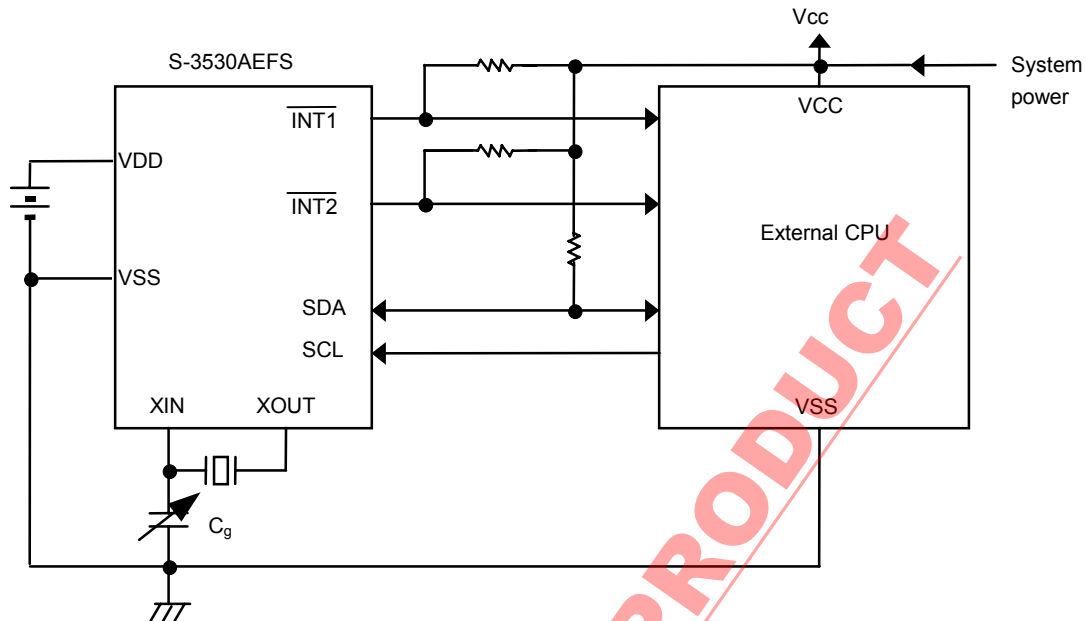 Vcc
S-3530AEFS
System
power
INT1
VCC
VDD
INT2
External CPU
VSS
SDA
SCL
XIN
XOUT
VSS
Cg
PRODUCT